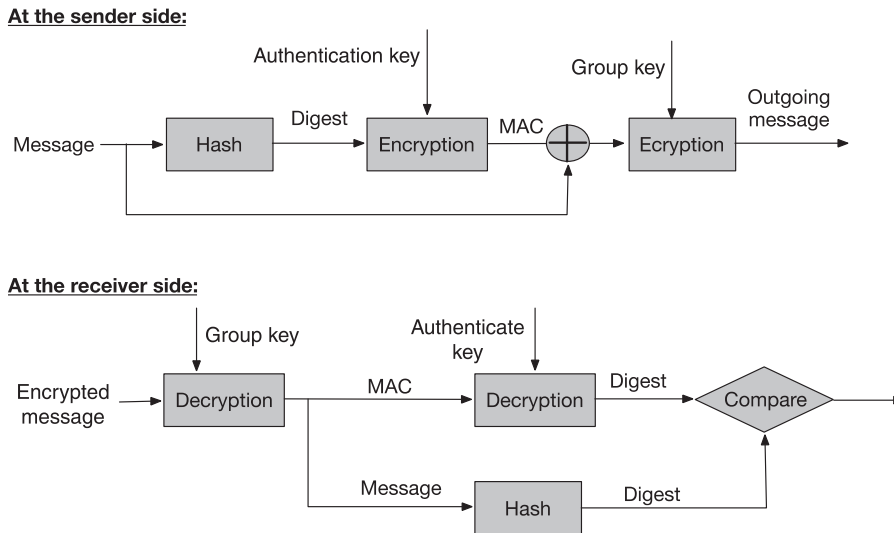 At the sender side:
Authentication key
Group key
Outgoing
message
Message
Hash
Digest
Encryption
MAC
Ecryption
At the receiver side:
Group key
Authenticate
key
Encrypted
message
Decryption
MAC
Decryption
Digest
Compare
Message
Hash
Digest